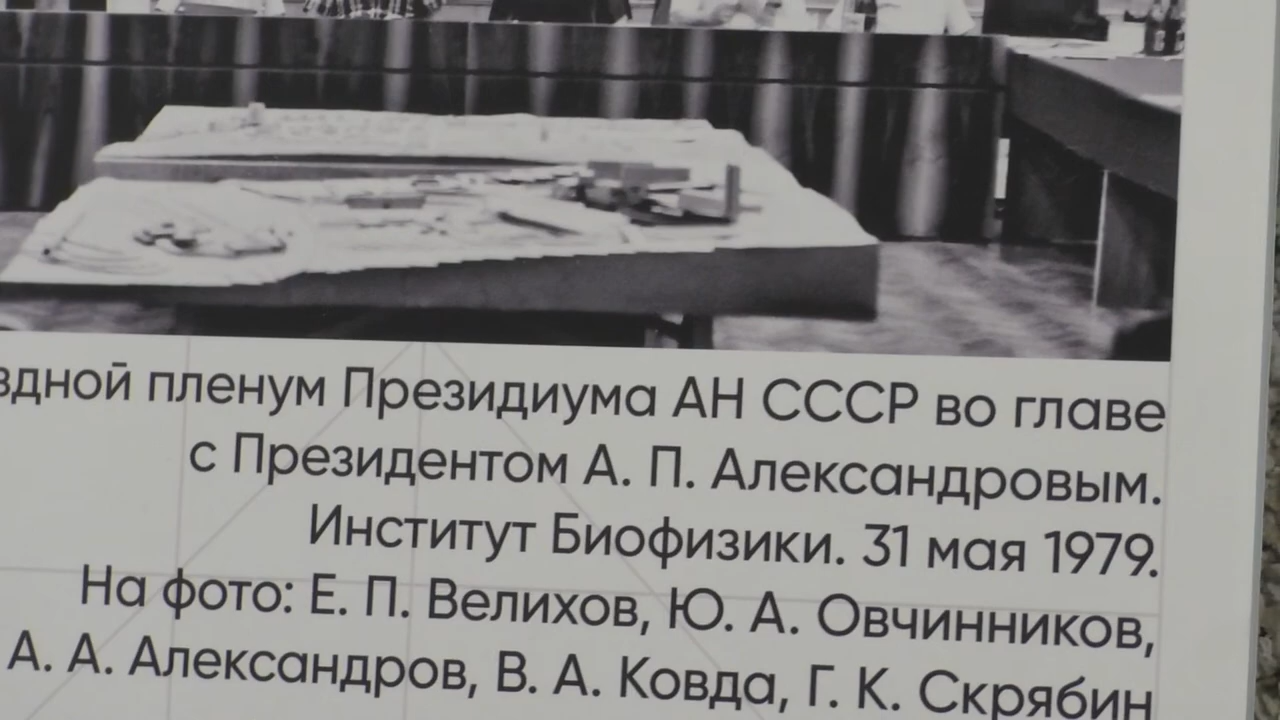 пленум Президиума АН СССР во главе
с Президентом А. П. Александровым.
Институт Биофизики. 31 мая 1979.
На фото: Е. П. Велихов, Ю. А. Овчинников,
А. А. Александров, В. А. Ковда, Г. К. Скрябин